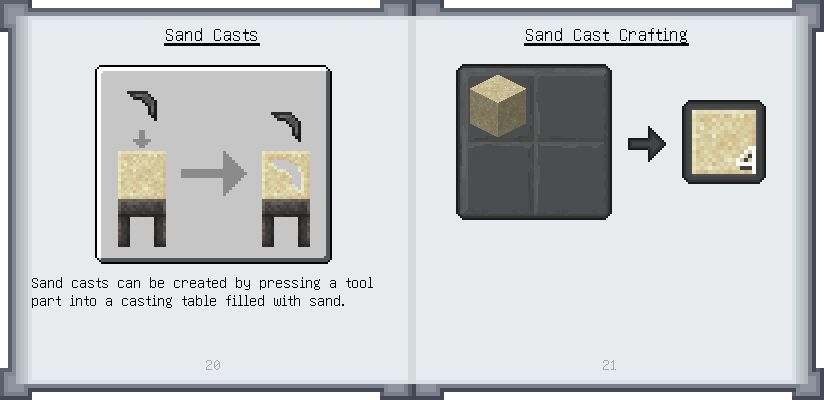 Sand Casts
Sand casts can be created by pressing a tool
part into a casting table filled with sand.
20
Sand Cast Crafting
4
21